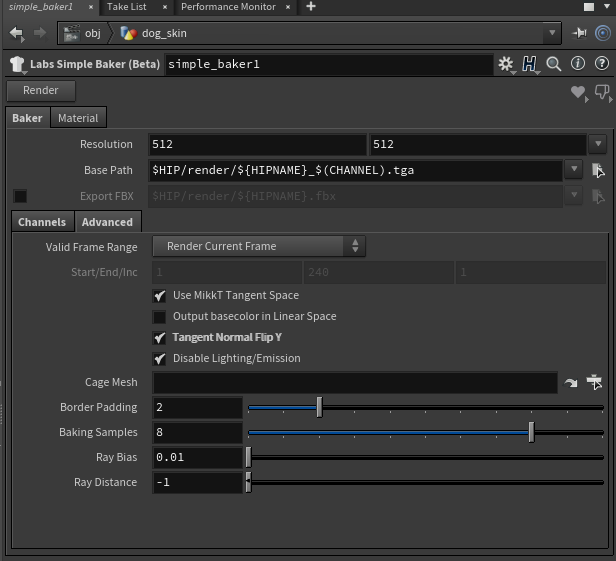 simple_baker1 × Take List × Performance Monitor × +
obj dog_skin
Labs Simple Baker (Beta) simple_baker1
Render
Baker Material
Resolution 512 512
Base Path $HIP/render/${HIPNAME}_$(CHANNEL).tga
Export FBX $HIP/render/${HIPNAME}.fbx
Channels Advanced
Valid Frame Range Render Current Frame
Start/End/Inc 1 240 1
Use MikkT Tangent Space
Output basecolor in Linear Space
Tangent Normal Flip Y
Disable Lighting/Emission
Cage Mesh
Border Padding 2
Baking Samples 8
Ray Bias 0.01
Ray Distance -1